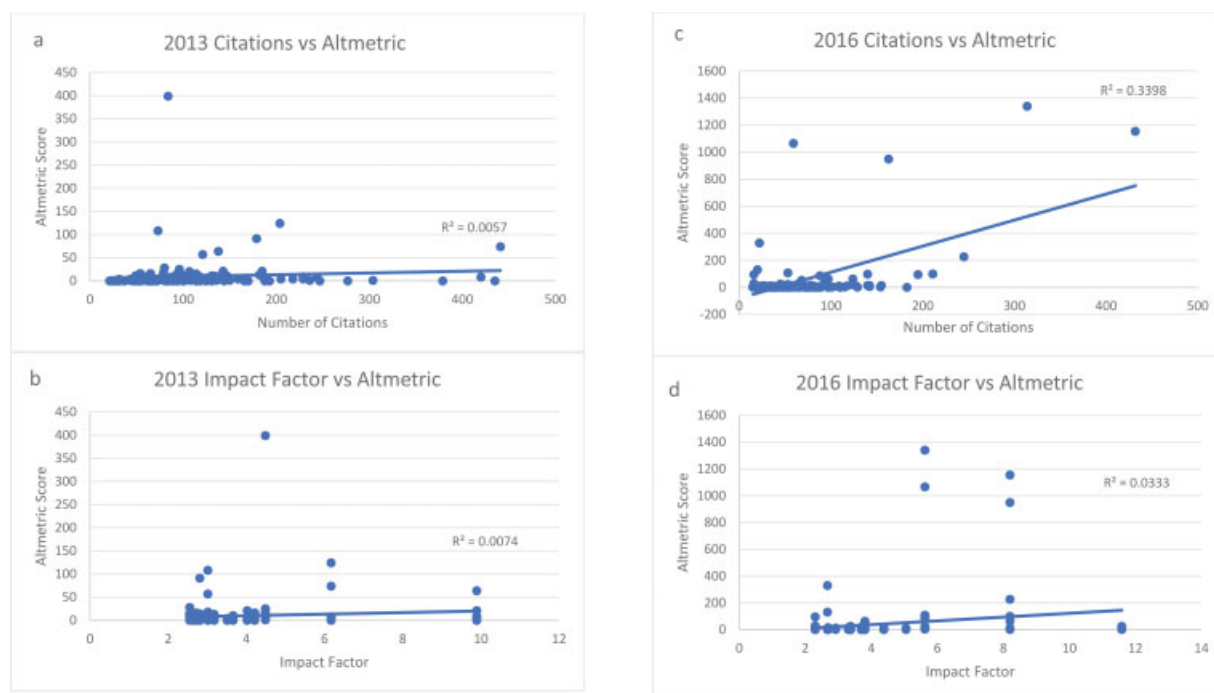 a
2013 Citations vs Altmetric
450
400
350
300
250
200
150
100
50
0
Altmetric Score
R² = 0.0057
0 100 200 300 400 500
Number of Citations
b
2013 Impact Factor vs Altmetric
450
400
350
300
250
200
150
100
50
0
Altmetric Score
R² = 0.0074
0 2 4 6 8 10 12
Impact Factor
c
2016 Citations vs Altmetric
1600
1400
1200
1000
800
600
400
200
0
-200
Altmetric Score
R² = 0.3398
0 100 200 300 400 500
Number of Citations
d
2016 Impact Factor vs Altmetric
1600
1400
1200
1000
800
600
400
200
0
Altmetric Score
R² = 0.0333
0 2 4 6 8 10 12 14
Impact Factor